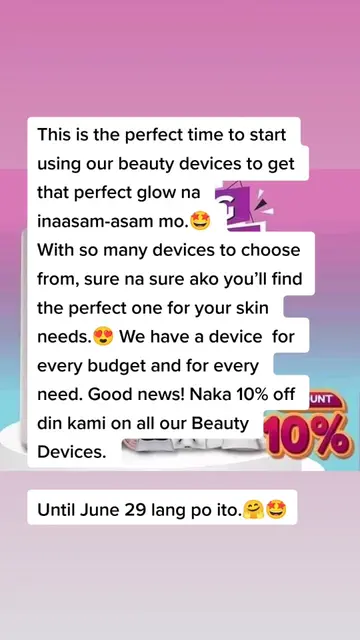 This is the perfect time to start
using our beauty devices to get
that perfect glow na
inaasam-asam mo.🤩
With so many devices to choose
from, sure na sure ako you’ll find
the perfect one for your skin
needs.😍 We have a device  for
every budget and for every
need. Good news! Naka 10% off
din kami on all our Beauty
Devices.
Until June 29 lang po ito.🤗🤩
G
10%